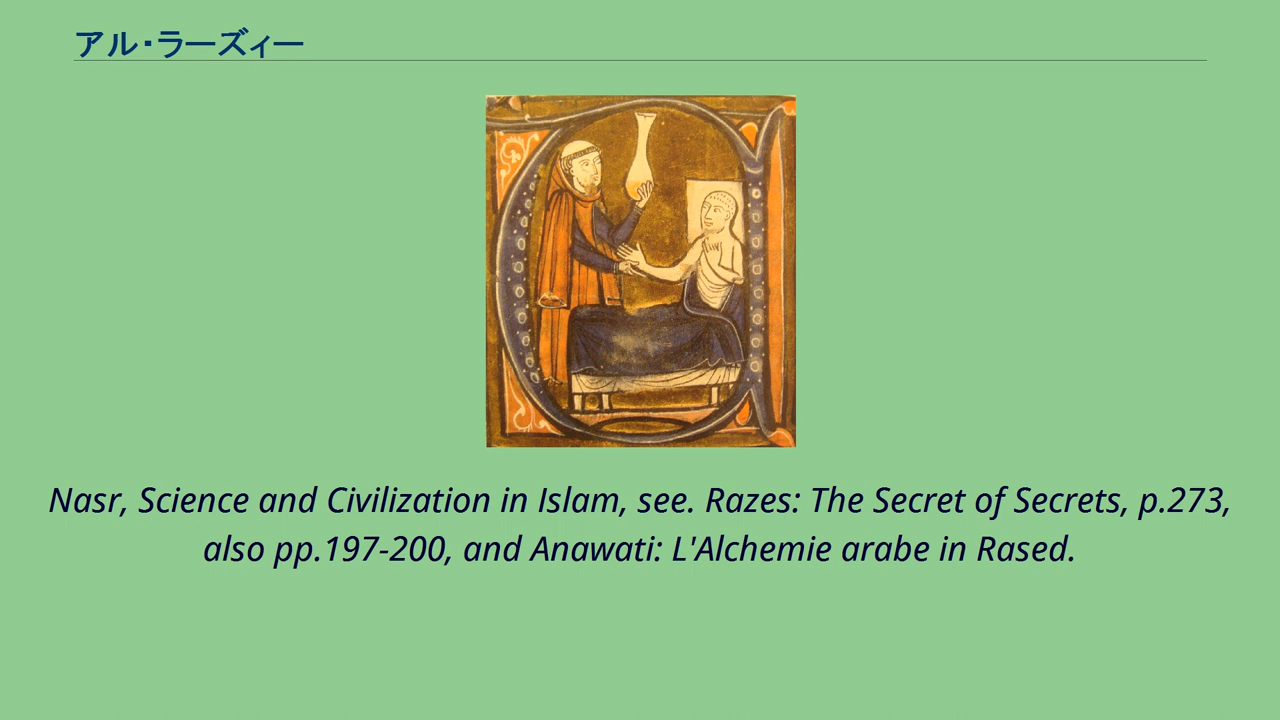 アル・ラーズィー
Nasr, Science and Civilization in Islam, see. Razes: The Secret of Secrets, p.273,
also pp.197-200, and Anawati: L'Alchemie arabe in Rased.